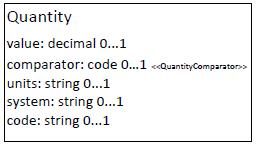 Quantity
value: decimal 0...1
comparator: code 0...1 <<QuantityComparator>>
units: string 0...1
system: string 0...1
code: string 0...1